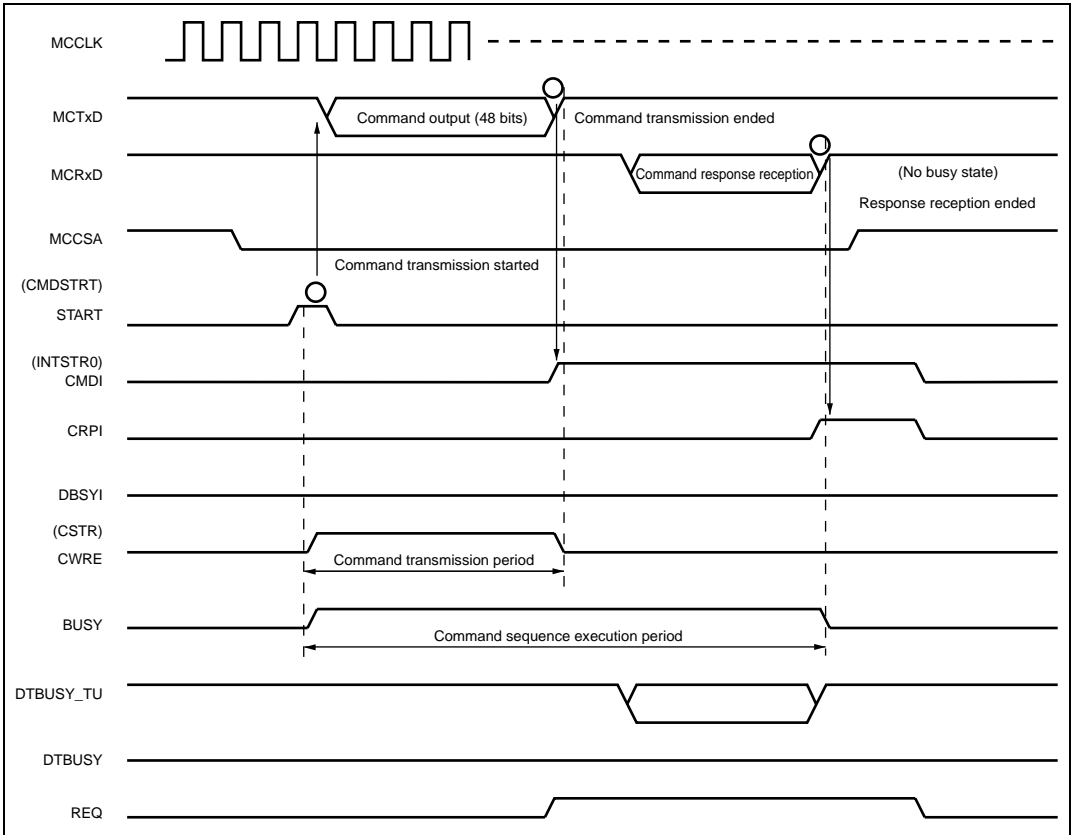 MCCLK
MCTxD
Command output (48 bits)
Command transmission ended
MCRxD
Command response reception
(No busy state)
Response reception ended
MCCSA
Command transmission started
(CMDSTRT)
START
(INTSTR0)
CMDI
CRPI
DBSYI
(CSTR)
CWRE
Command transmission period
BUSY
Command sequence execution period
DTBUSY_TU
DTBUSY
REQ